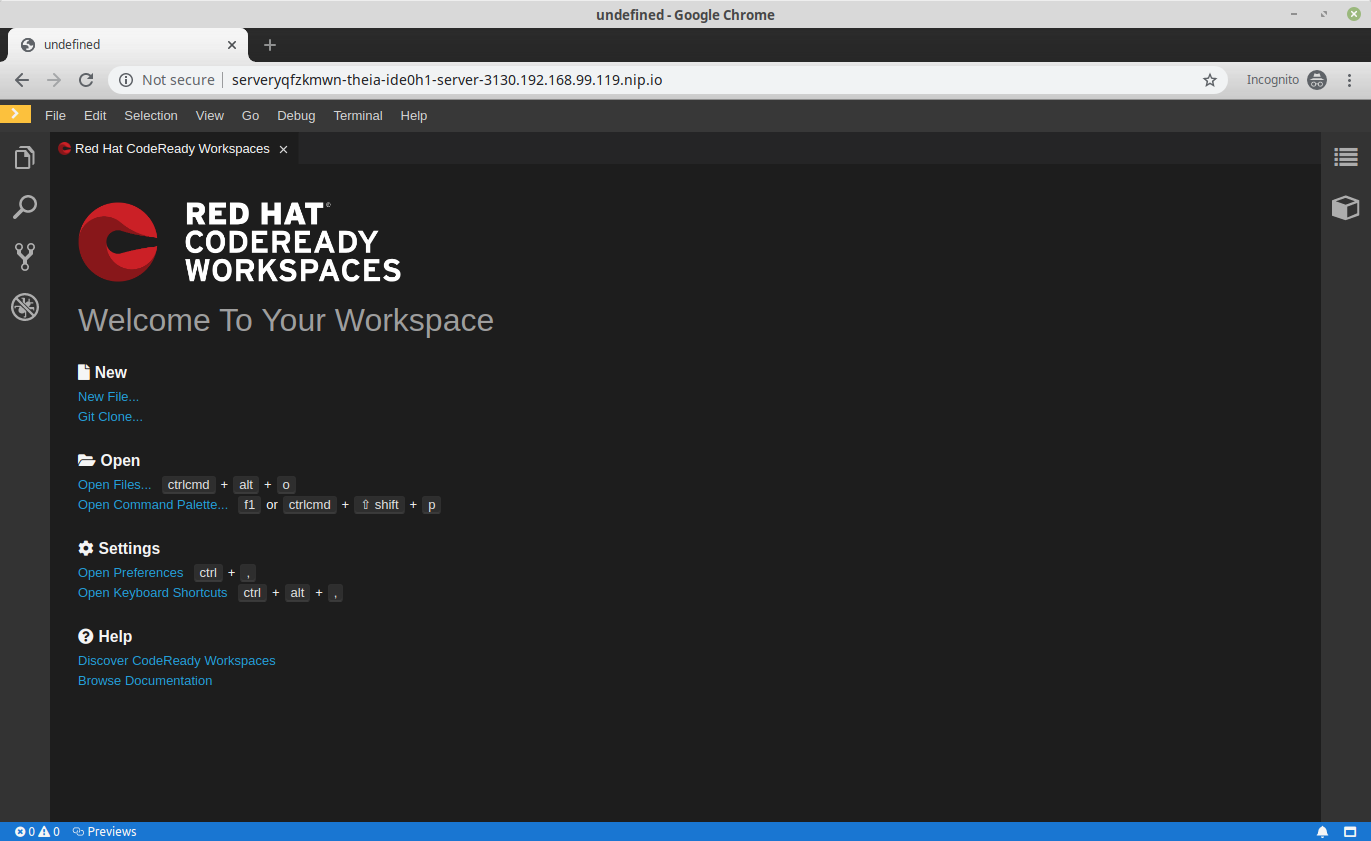 undefined - Google Chrome
undefined
Not secure serveryqfzkmwn-theia-ide0h1-server-3130.192.168.99.119.nip.io Incognito
File Edit Selection View Go Debug Terminal Help
Red Hat CodeReady Workspaces
RED HAT®
CODEREADY
WORKSPACES
Welcome To Your Workspace
New
New File...
Git Clone...
Open
Open Files... ctrlcmd + alt + o
Open Command Palette... f1 or ctrlcmd + ⇧ shift + p
Settings
Open Preferences ctrl + ,
Open Keyboard Shortcuts ctrl + alt + ,
Help
Discover CodeReady Workspaces
Browse Documentation
0 0 Previews